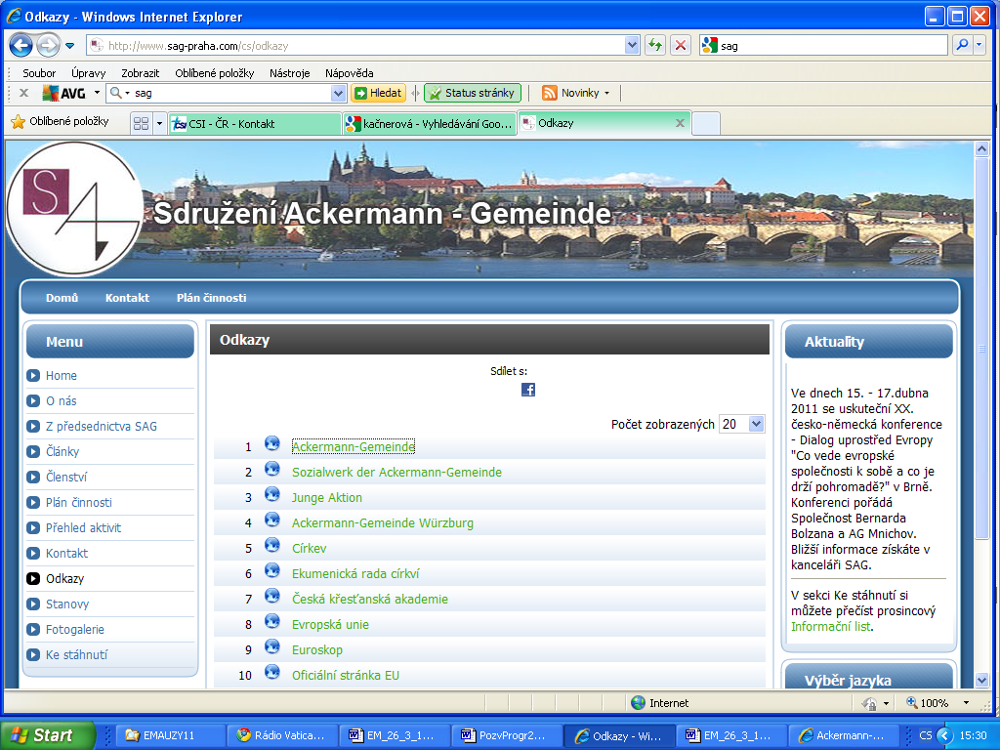 Odkazy - Windows Internet Explorer
http://www.sag-praha.com/cs/odkazy
sag
Soubor Úpravy Zobrazit Oblíbené položky Nástroje Nápověda
AVG sag Hledat Status stránky Novinky
Oblíbené položky
CSI - ČR - Kontakt
kačnerová - Vyhledávání Goo...
Odkazy
SA
Sdružení Ackermann - Gemeinde
Domů Kontakt Plán činnosti
Menu
Home
O nás
Z předsednictva SAG
Články
Členství
Plán činnosti
Přehled aktivit
Kontakt
Odkazy
Stanovy
Fotogalerie
Ke stáhnutí
Odkazy
Sdílet s:
Počet zobrazených 20
1 Ackermann-Gemeinde
2 Sozialwerk der Ackermann-Gemeinde
3 Junge Aktion
4 Ackermann-Gemeinde Würzburg
5 Církev
6 Ekumenická rada církví
7 Česká křesťanská akademie
8 Evropská unie
9 Euroskop
10 Oficiální stránka EU
Aktuality
Ve dnech 15. - 17.dubna
2011 se uskuteční XX.
česko-německá konference
- Dialog uprostřed Evropy
"Co vede evropské
společnosti k sobě a co je
drží pohromadě?" v Brně.
Konferenci pořádá
Společnost Bernarda
Bolzana a AG Mnichov.
Bližší informace získáte v
kanceláři SAG.
V sekci Ke stáhnutí si
můžete přečíst prosincový
Informační list.
Výběr jazyka
Internet 100%
Start
EMAUZY11
Rádio Vatica...
EM_26_3_1...
PozvProgr2...
Odkazy - Wi...
EM_26_3_1...
Ackermann-...
CS 15:30